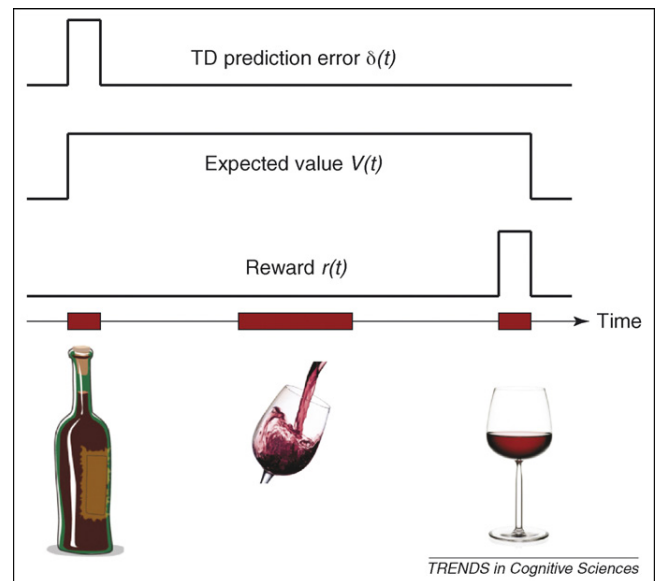 TD prediction error δ(t)
Expected value V(t)
Reward r(t)
Time
TRENDS in Cognitive Sciences